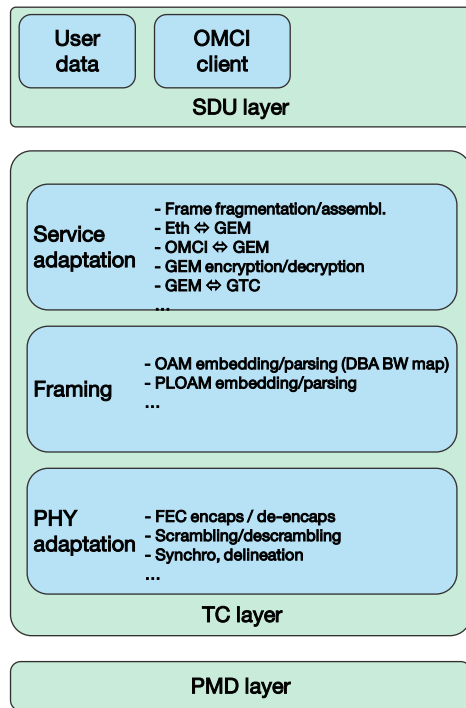 User
data
OMCI
client
SDU layer
Service
adaptation
- Frame fragmentation/assembl.
- Eth ⇔ GEM
- OMCI ⇔ GEM
- GEM encryption/decryption
- GEM ⇔ GTC
...
Framing
- OAM embedding/parsing (DBA BW map)
- PLOAM embedding/parsing
...
PHY
adaptation
- FEC encaps / de-encaps
- Scrambling/descrambling
- Synchro, delineation
...
TC layer
PMD layer